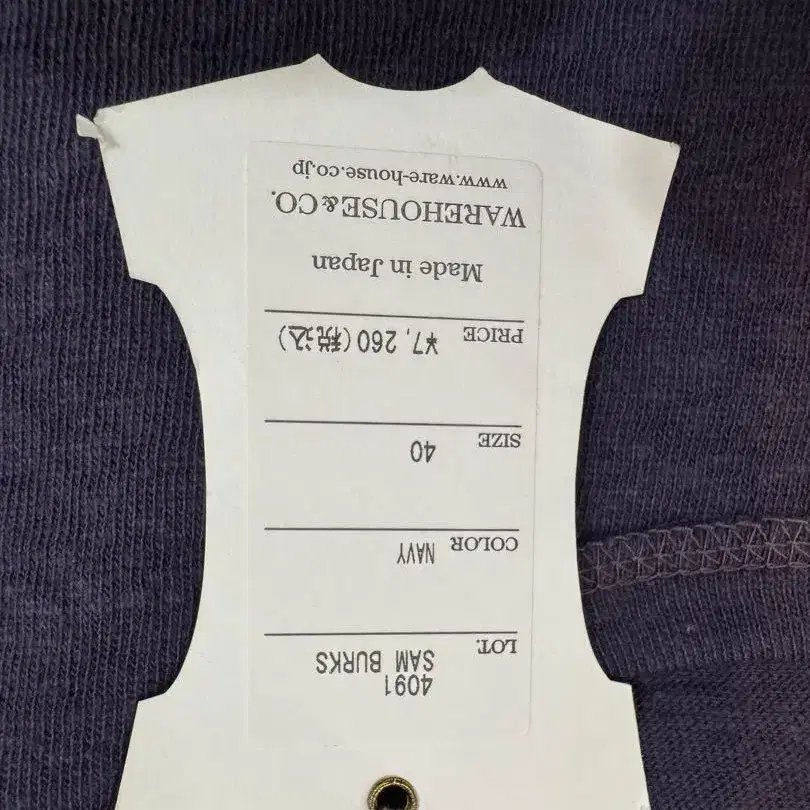 LOT. 4091
SAM BURKS
COLOR NAVY
SIZE 40
PRICE ¥7,260(税込)
Made in Japan
WAREHOUSE&CO.
www.ware-house.co.jp